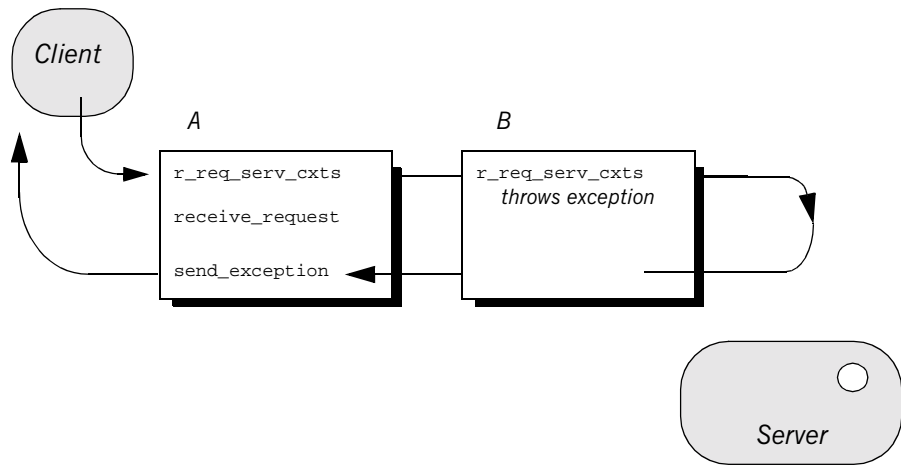 Client
A
B
r_req_serv_cxts
receive_request
send_exception
r_req_serv_cxts
throws exception
Server